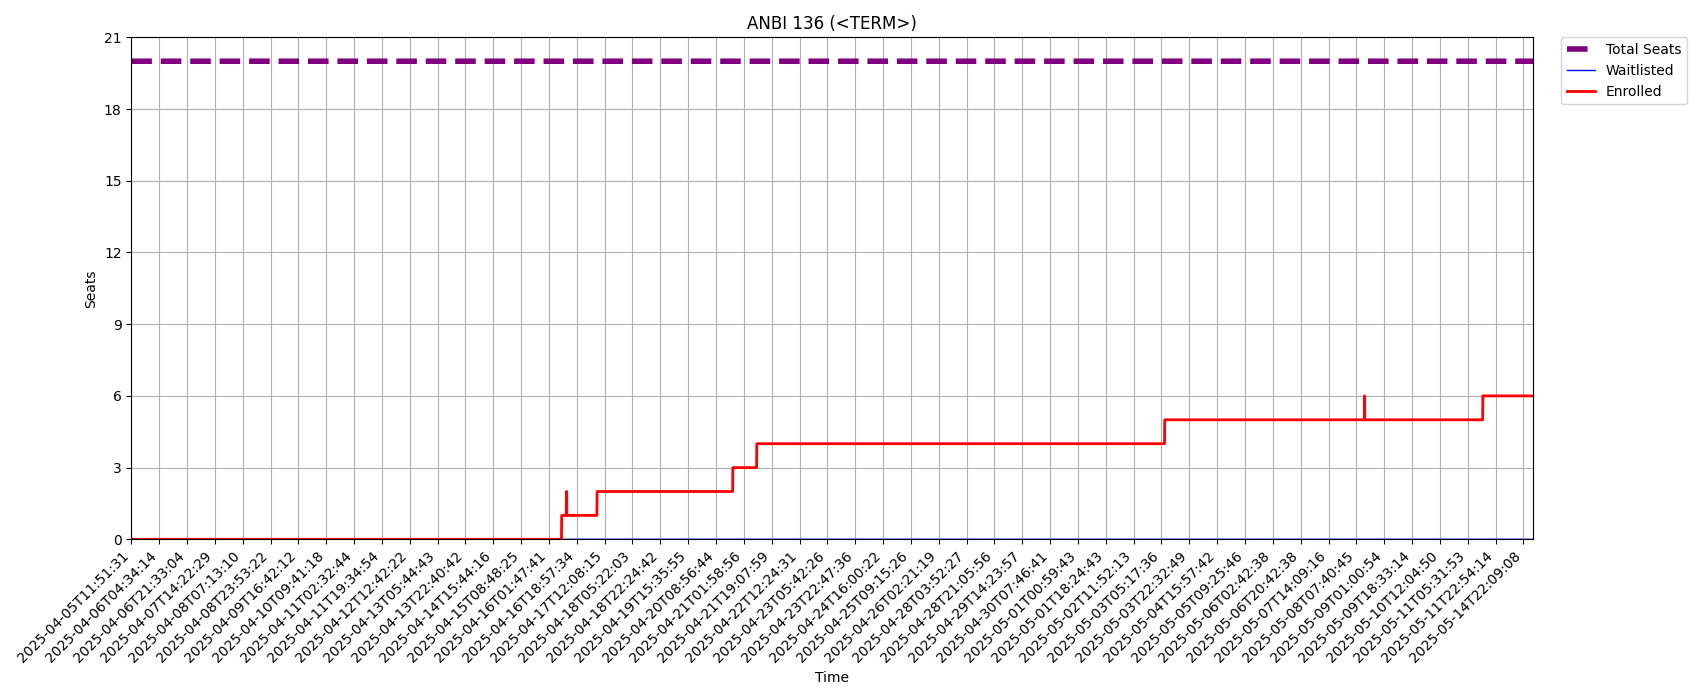 ANBI 136 (<TERM>)
Total Seats
Waitlisted
Enrolled
Seats
21
18
15
12
9
6
3
0
2025-04-05T11:51:31
2025-04-06T04:34:14
2025-04-06T21:33:04
2025-04-07T14:22:29
2025-04-08T07:13:10
2025-04-08T23:53:22
2025-04-09T16:42:12
2025-04-10T09:41:18
2025-04-11T02:32:44
2025-04-11T19:34:54
2025-04-12T12:42:22
2025-04-13T05:44:43
2025-04-13T22:40:42
2025-04-14T15:44:16
2025-04-15T08:48:25
2025-04-16T01:47:41
2025-04-16T18:57:34
2025-04-17T12:08:15
2025-04-18T05:22:03
2025-04-18T22:24:42
2025-04-19T15:35:55
2025-04-20T08:56:44
2025-04-21T01:58:56
2025-04-21T19:07:59
2025-04-22T12:24:31
2025-04-23T05:42:26
2025-04-23T22:47:36
2025-04-24T16:00:22
2025-04-25T09:15:26
2025-04-26T02:21:19
2025-04-28T03:52:27
2025-04-28T21:05:56
2025-04-29T14:23:57
2025-04-30T07:46:41
2025-05-01T00:59:43
2025-05-01T18:24:43
2025-05-02T11:52:13
2025-05-03T05:17:36
2025-05-03T22:32:49
2025-05-04T15:57:42
2025-05-05T09:25:46
2025-05-06T02:42:38
2025-05-06T20:42:38
2025-05-07T14:09:16
2025-05-08T07:40:45
2025-05-09T01:00:54
2025-05-09T18:33:14
2025-05-10T12:04:50
2025-05-11T05:31:53
2025-05-11T22:54:14
2025-05-14T22:09:08
Time